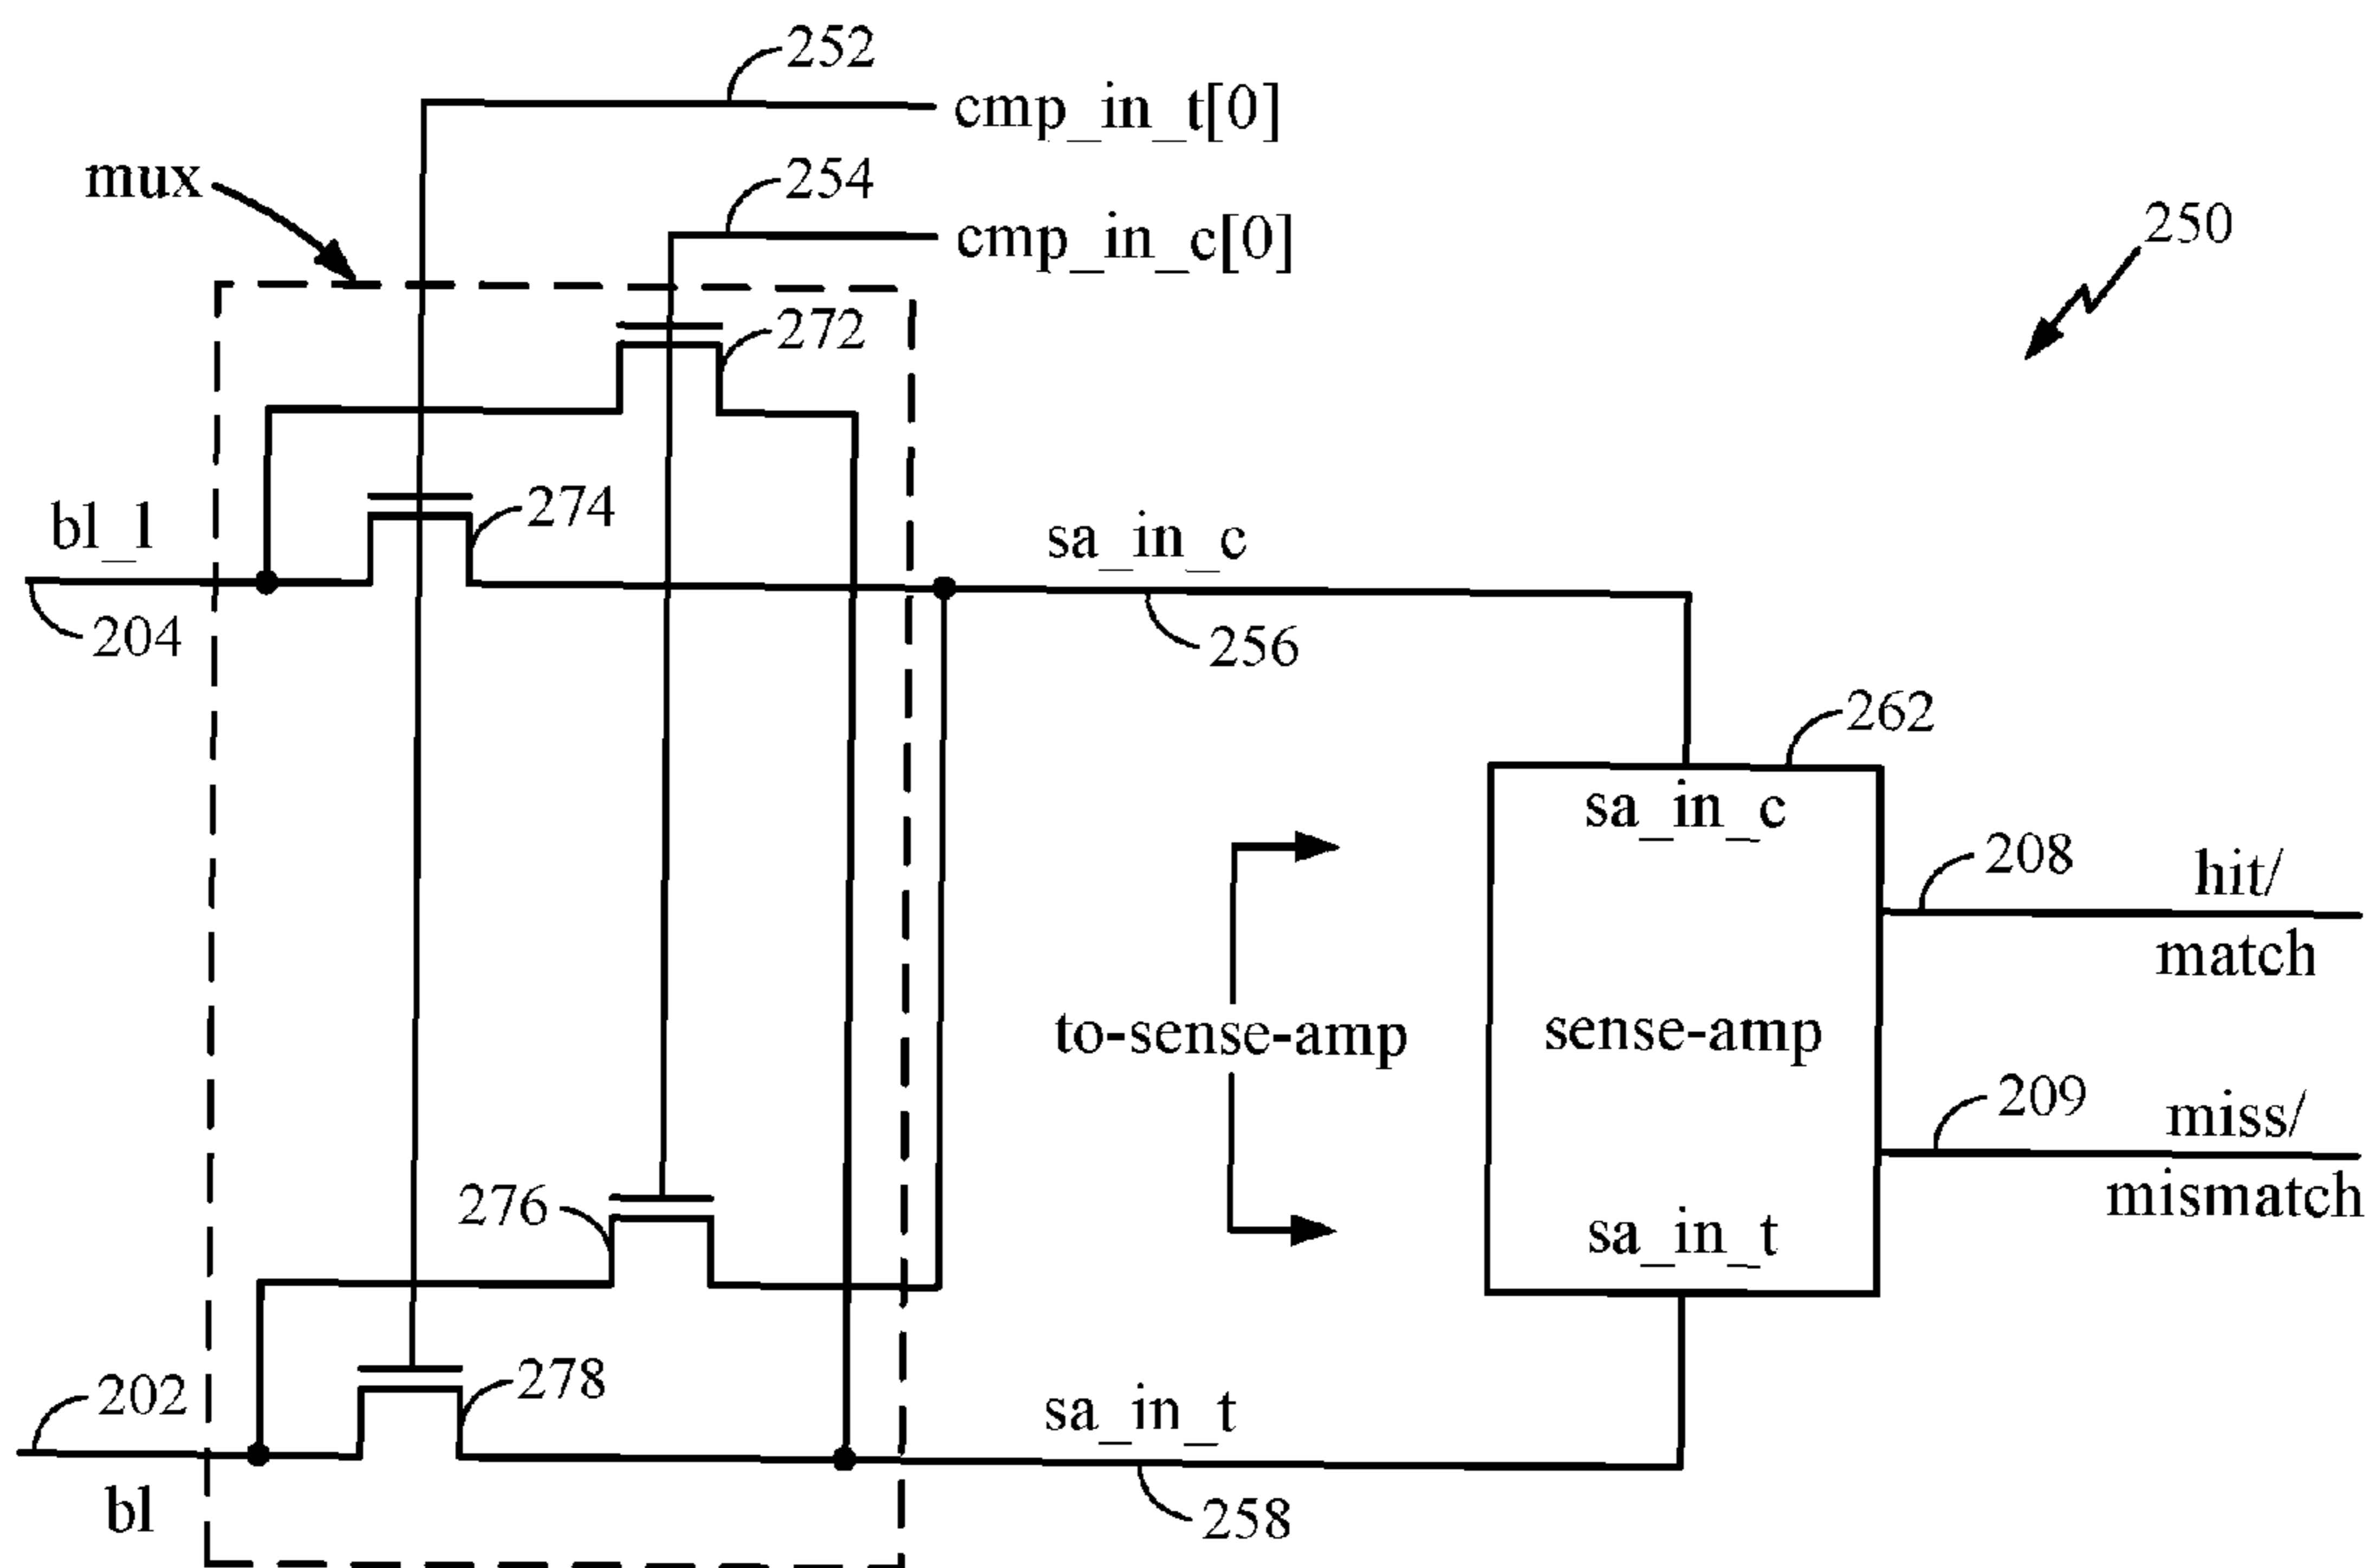 252
cmp_in_t[0]
mux
254
cmp_in_c[0]
250
272
bl_l
274
sa_in_c
204
256
262
sa_in_c
208
hit/
match
to-sense-amp
sense-amp
209
miss/
mismatch
276
sa_in_t
202
278
sa_in_t
bl
258